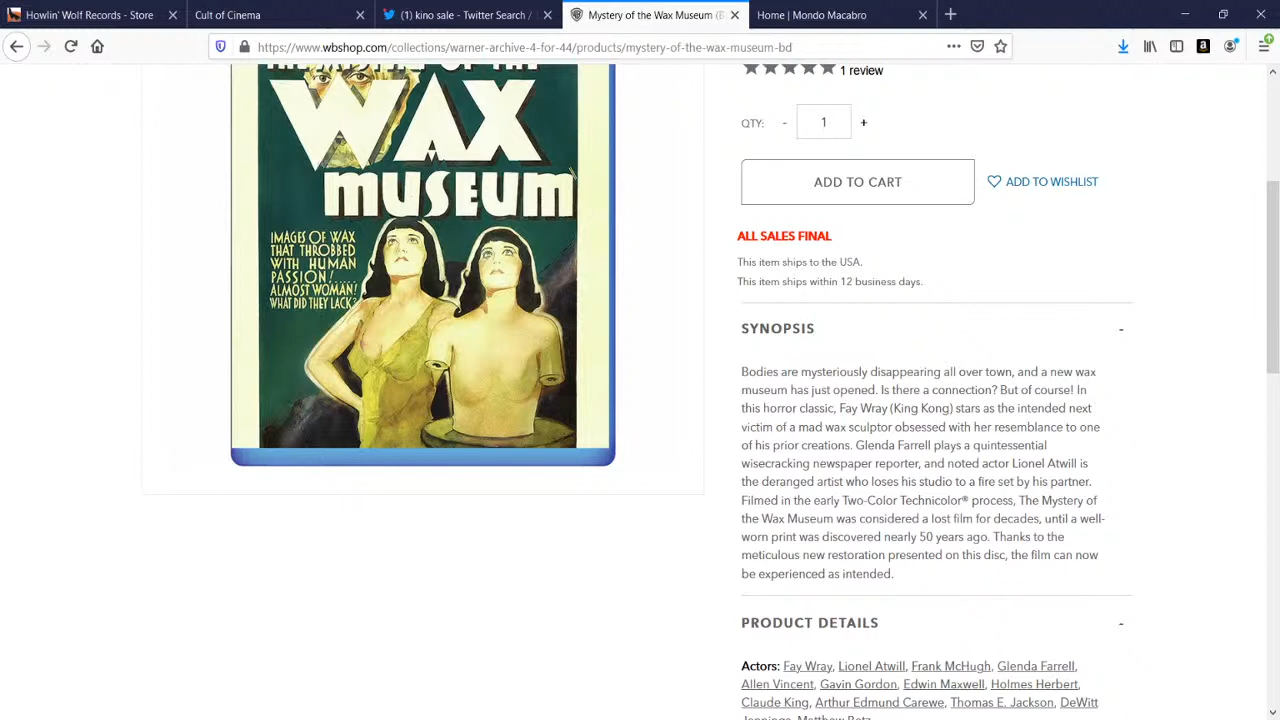 Howlin' Wolf Records - Store
Cult of Cinema
(1) kino sale - Twitter Search /
Mystery of the Wax Museum (B
Home | Mondo Macabro
https://www.wbshop.com/collections/warner-archive-4-for-44/products/mystery-of-the-wax-museum-bd
WAX
MUSEUM
IMAGES OF WAX
THAT THROBBED
WITH HUMAN
PASSION!....
ALMOST WOMAN!
WHAT DID THEY LACK?
1 review
QTY: - 1 +
ADD TO CART
ADD TO WISHLIST
ALL SALES FINAL
This item ships to the USA.
This item ships within 12 business days.
SYNOPSIS -
Bodies are mysteriously disappearing all over town, and a new wax
museum has just opened. Is there a connection? But of course! In
this horror classic, Fay Wray (King Kong) stars as the intended next
victim of a mad wax sculptor obsessed with her resemblance to one
of his prior creations. Glenda Farrell plays a quintessential
wisecracking newspaper reporter, and noted actor Lionel Atwill is
the deranged artist who loses his studio to a fire set by his partner.
Filmed in the early Two-Color Technicolor® process, The Mystery of
the Wax Museum was considered a lost film for decades, until a well-
worn print was discovered nearly 50 years ago. Thanks to the
meticulous new restoration presented on this disc, the film can now
be experienced as intended.
PRODUCT DETAILS -
Actors: Fay Wray, Lionel Atwill, Frank McHugh, Glenda Farrell,
Allen Vincent, Gavin Gordon, Edwin Maxwell, Holmes Herbert,
Claude King, Arthur Edmund Carewe, Thomas E. Jackson, DeWitt